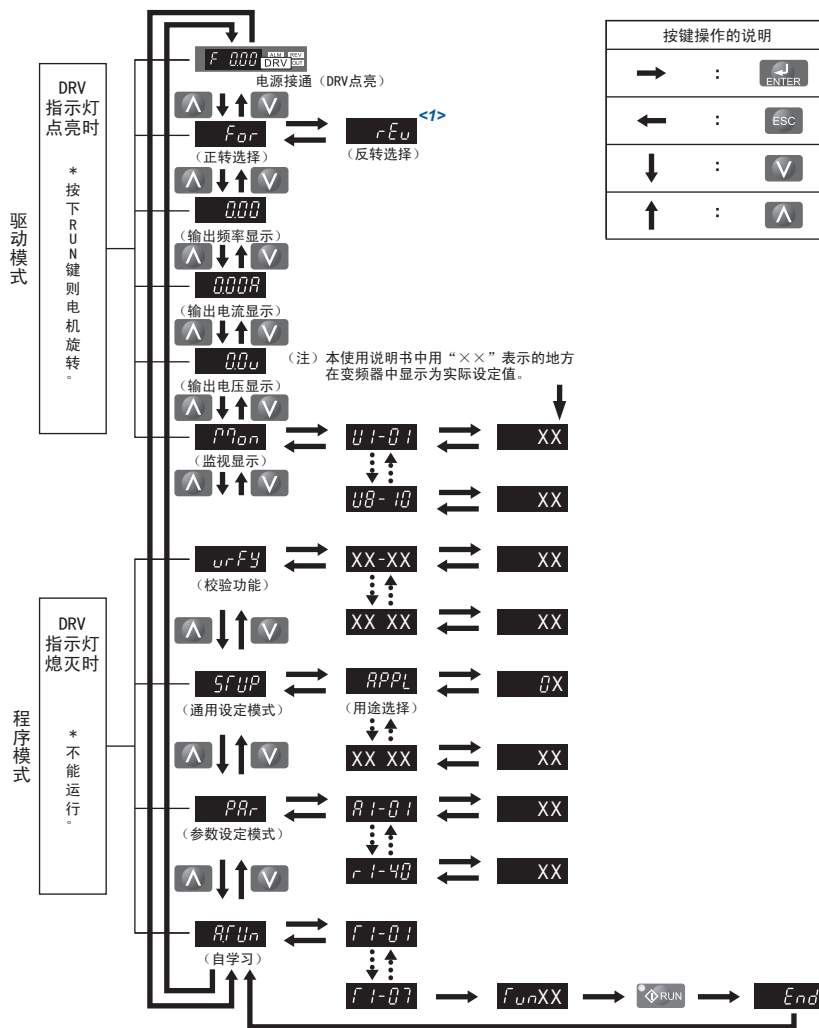 F 0.00
ALM REV
DRV OUT
电源接通（DRV点亮）
For
（正转选择）
rEv
<1>
（反转选择）
0.00
（输出频率显示）
0.00A
（输出电流显示）
0.0v
（输出电压显示）
Mon
（监视显示）
驱动模式
DRV
指示灯
点亮时
*按下RUN键则电机旋转。
按键操作的说明
→ : ENTER
← : ESC
↓ : ∨
↑ : ∧
（注）本使用说明书中用“××”表示的地方
在变频器中显示为实际设定值。
U1-01
XX
U8-10
XX
程序模式
DRV
指示灯
熄灭时
*不能运行。
vrFy
（校验功能）
XX-XX
XX
XX XX
XX
STUP
（通用设定模式）
APPL
（用途选择）
0X
XX XX
XX
PAr
（参数设定模式）
A1-01
XX
r1-40
XX
A.TUn
（自学习）
T1-01
T1-07
TunXX
RUN
End